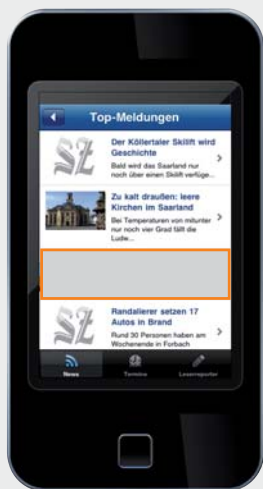 Top-Meldungen
SZ
Der Köllertaler Skilift wird
Geschichte
Bald wird das Saarland nur
noch über einen Skilift verfüge...
Zu kalt draußen: leere
Kirchen im Saarland
Bei Temperaturen von mitunter
nur noch vier Grad fällt die
Ludw...
SZ
Randalierer setzen 17
Autos in Brand
Rund 30 Personen haben am
Wochenende in Forbach
News
Termine
Leserreporter